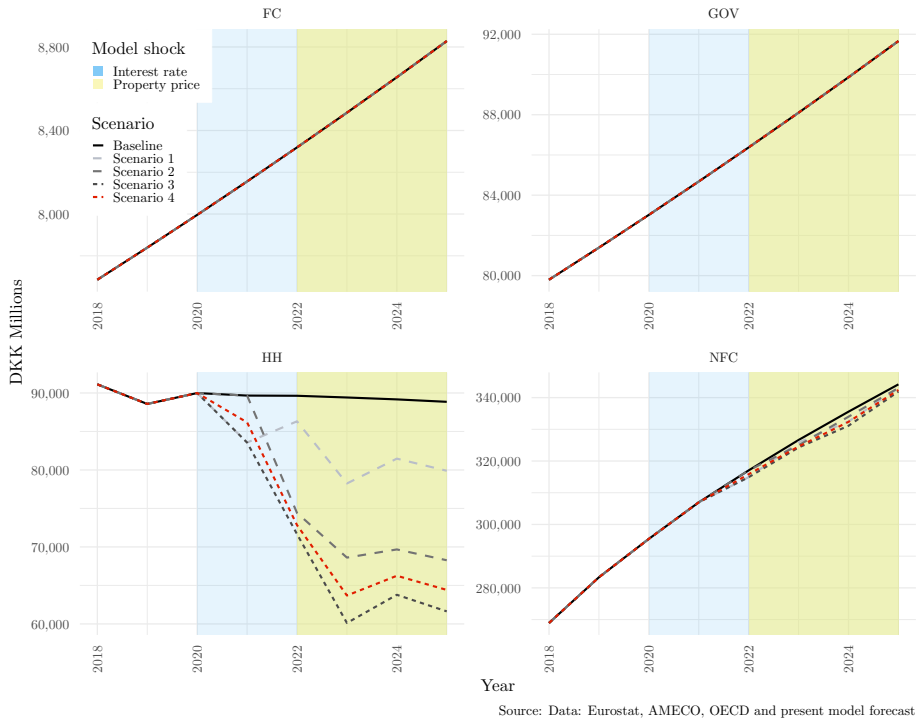 FC
GOV
8,800
8,400
8,000
Model shock
Interest rate
Property price
Scenario
Baseline
Scenario 1
Scenario 2
Scenario 3
Scenario 4
2018
2020
2022
2024
92,000
88,000
84,000
80,000
2018
2020
2022
2024
DKK Millions
HH
NFC
90,000
80,000
70,000
60,000
2018
2020
2022
2024
340,000
320,000
300,000
280,000
2018
2020
2022
2024
Year
Source: Data: Eurostat, AMECO, OECD and present model forecast